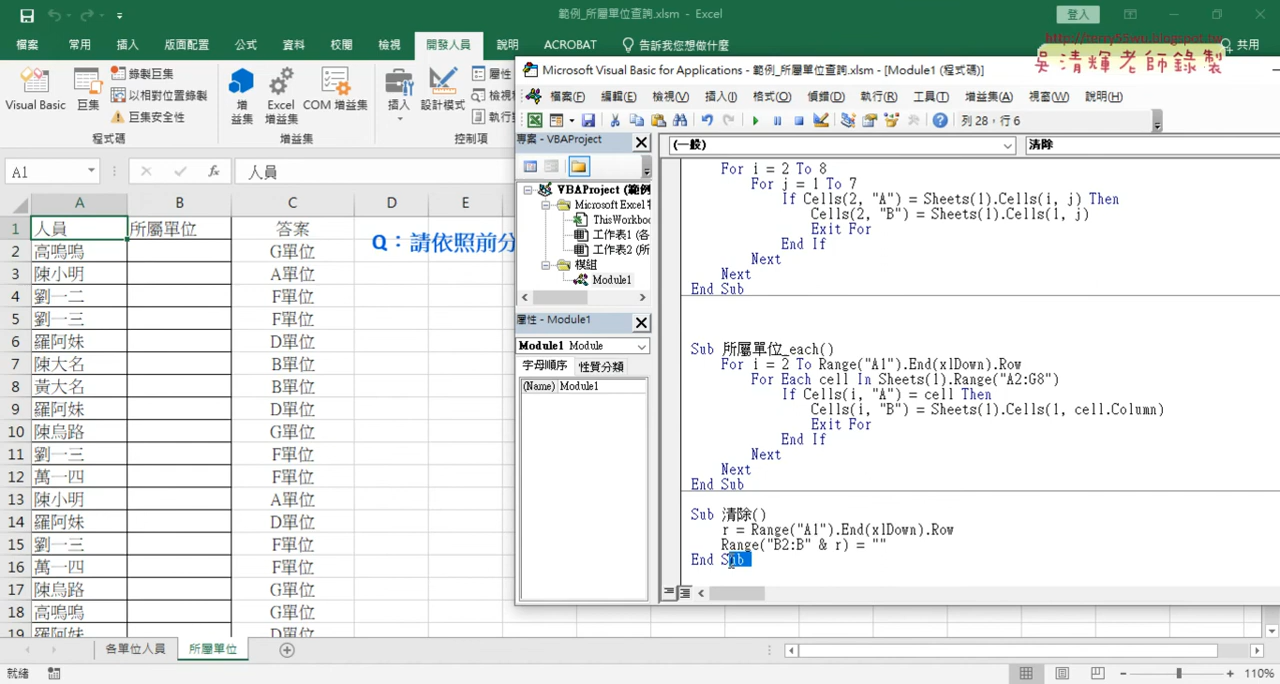 範例_所屬單位查詢.xlsm - Excel
登入
檔案 常用 插入 版面配置 公式 資料 校閱 檢視 開發人員 說明 ACROBAT 告訴我您想做什麼 共用
http://terry55wu.blogspot.tw
吳清輝老師錄製
Visual Basic 巨集 錄製巨集
以相對位置錄製
巨集安全性
程式碼
增益集 Excel 增益集 COM 增益集
增益集
插入 設計模式 屬性
檢視
執行
控制項
A1 fx 人員
A B C D E
1 人員 所屬單位 答案
2 高鳴鳴 G單位
3 陳小明 A單位
4 劉一二 F單位
5 劉一三 F單位
6 羅阿妹 D單位
7 陳大名 B單位
8 黃大名 B單位
9 羅阿妹 D單位
10 陳鳥路 G單位
11 劉一三 F單位
12 萬一四 F單位
13 陳小明 A單位
14 羅阿妹 D單位
15 劉一三 F單位
16 萬一四 F單位
17 陳鳥路 G單位
18 高鳴鳴 G單位
19 羅阿妹 D單位
Q：請依照前分
各單位人員 所屬單位
就緒
110%
Microsoft Visual Basic for Applications - 範例_所屬單位查詢.xlsm - [Module1 (程式碼)]
檔案(F) 編輯(E) 檢視(V) 插入(I) 格式(O) 偵錯(D) 執行(R) 工具(T) 增益集(A) 視窗(W) 說明(H)
列 28，行 6
專案 - VBAProject
VBAProject (範例
Microsoft Excel
ThisWorkboo
工作表1 (各
工作表2 (所
模組
Module1
屬性 - Module1
Module1 Module
字母順序 性質分類
(Name) Module1
(一般) 清除
For i = 2 To 8
For j = 1 To 7
If Cells(2, "A") = Sheets(1).Cells(i, j) Then
Cells(2, "B") = Sheets(1).Cells(1, j)
Exit For
End If
Next
Next
End Sub
Sub 所屬單位_each()
For i = 2 To Range("A1").End(xlDown).Row
For Each cell In Sheets(1).Range("A2:G8")
If Cells(i, "A") = cell Then
Cells(i, "B") = Sheets(1).Cells(1, cell.Column)
Exit For
End If
Next
Next
End Sub
Sub 清除()
r = Range("A1").End(xlDown).Row
Range("B2:B" & r) = ""
End Sub